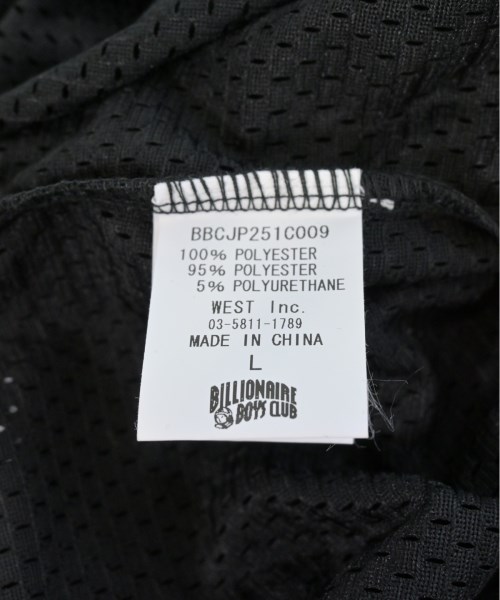 BBCJP251C009
100% POLYESTER
95% POLYESTER
5% POLYURETHANE
WEST Inc.
03-5811-1789
MADE IN CHINA
L
BILLIONAIRE
BOYS CLUB